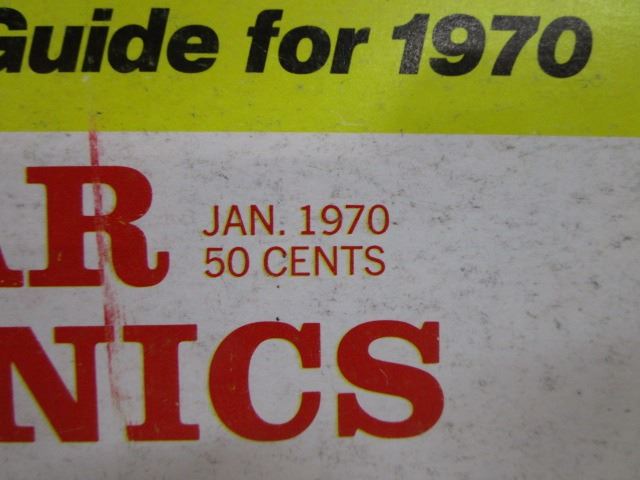 Guide for 1970
AR
JAN. 1970
50 CENTS
NICS